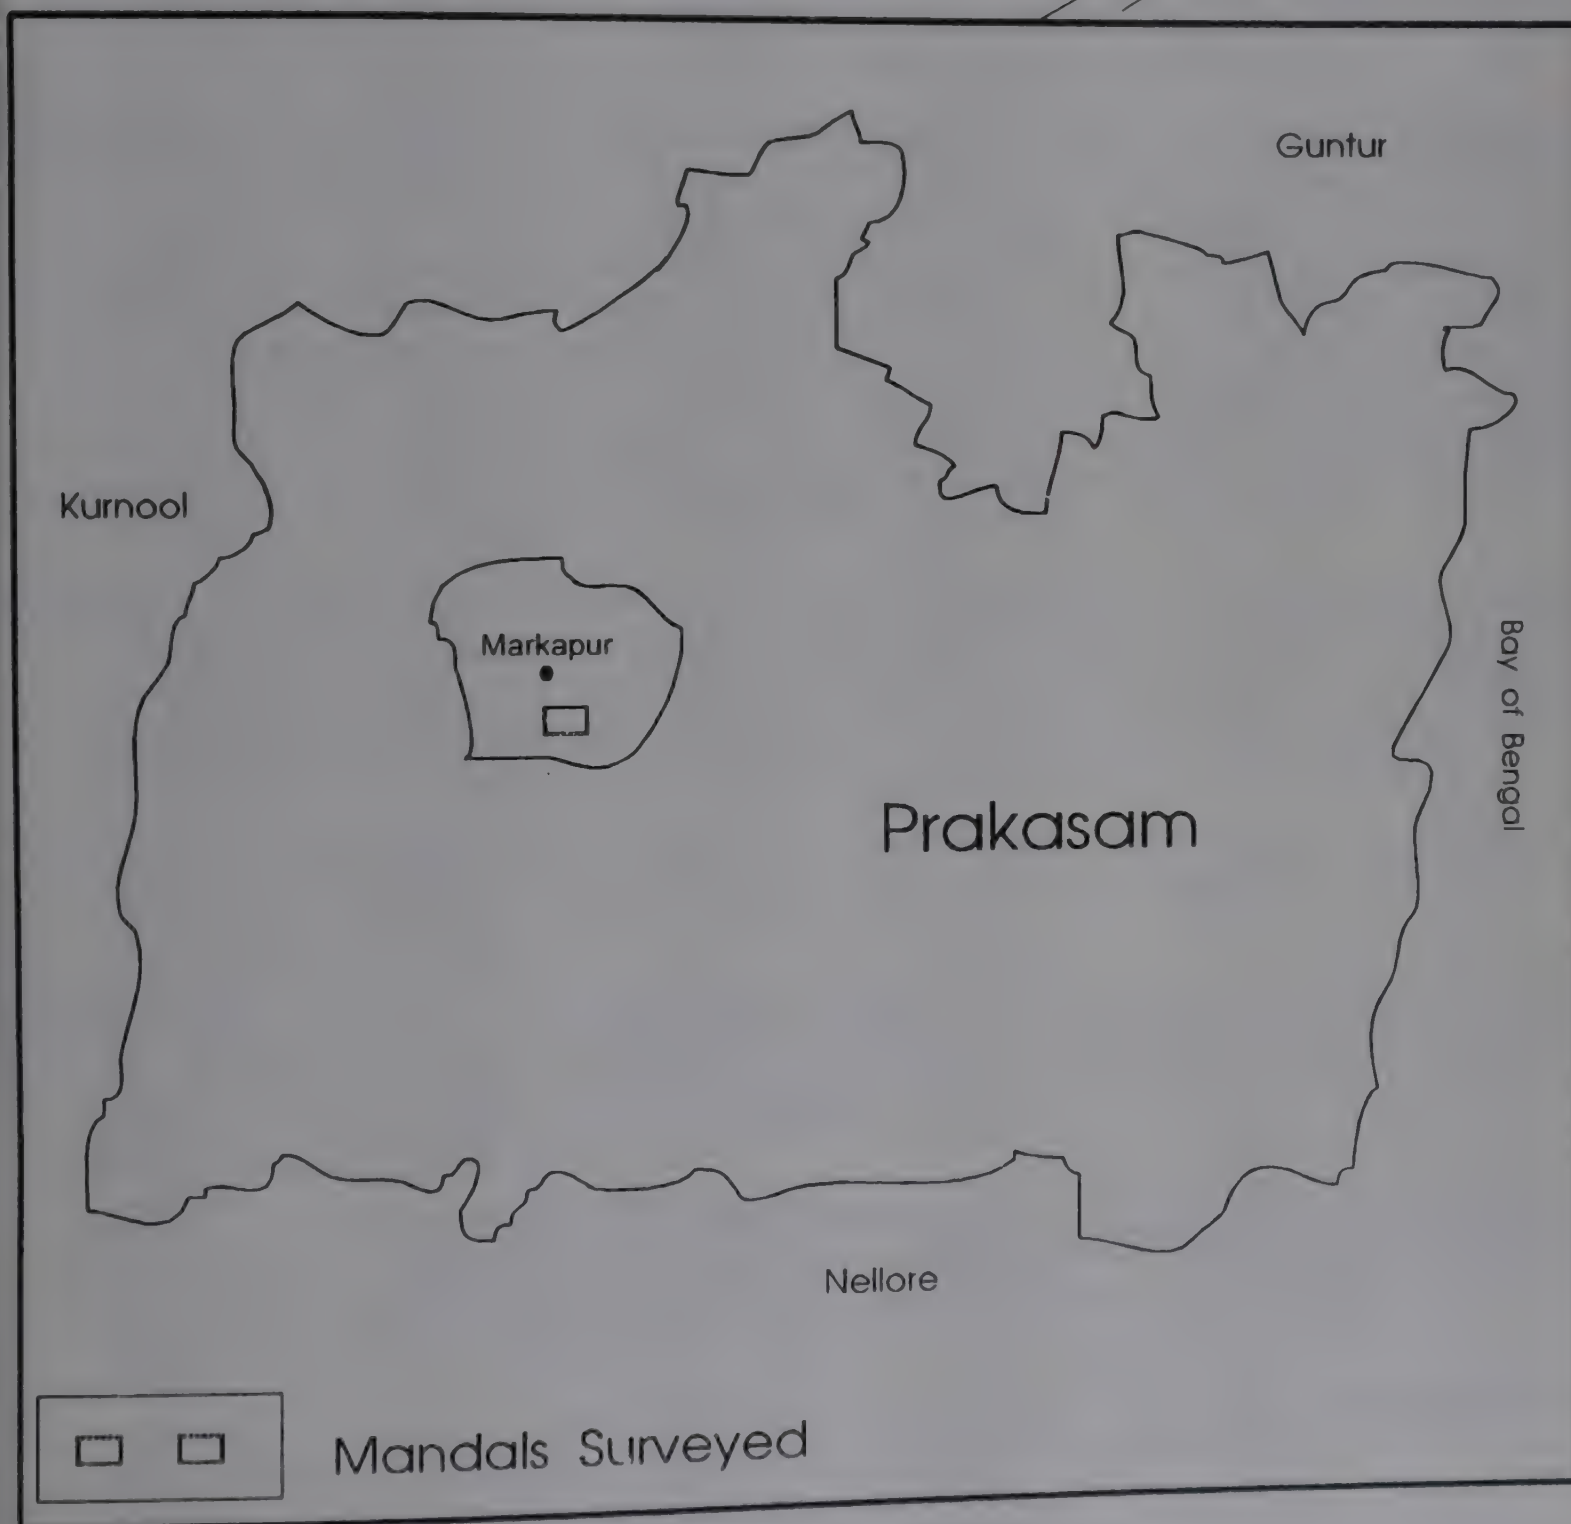 Guntur
Kurnool
Markapur
Bay of Bengal
Prakasam
Nellore
Mandals Surveyed